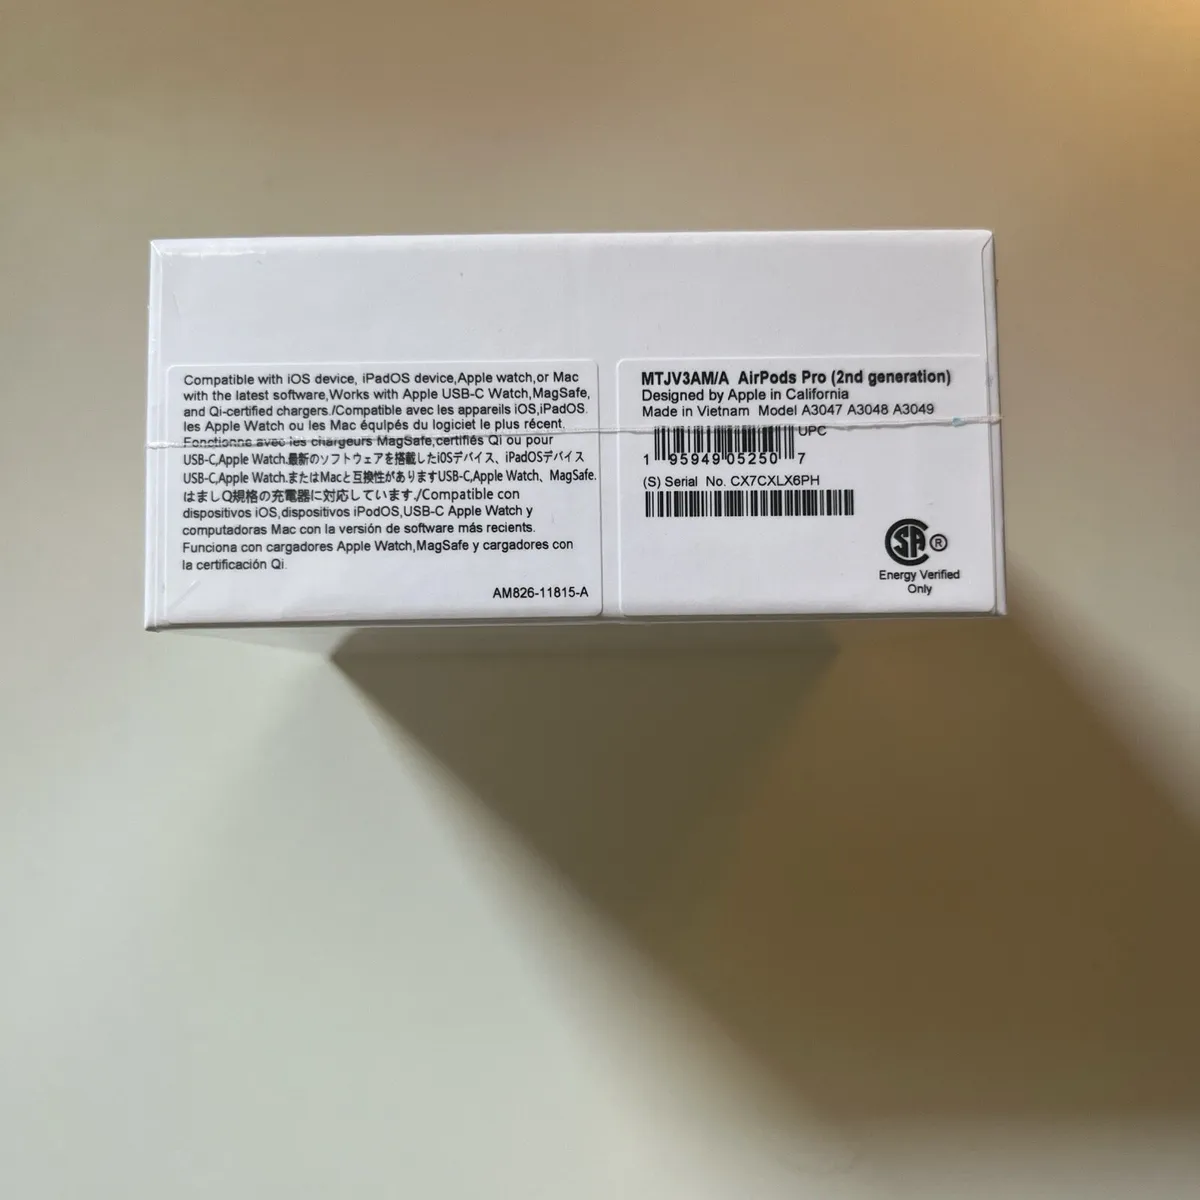 Compatible with iOS device, iPadOS device,Apple watch,or Mac
with the latest software,Works with Apple USB-C Watch,MagSafe,
and Qi-certified chargers./Compatible avec les appareils iOS,iPadOS.
les Apple Watch ou les Mac équpés du logiciet le plus récent.
Fonctionne avec les chargeurs MagSafe,certifiés Qi ou pour
USB-C,Apple Watch.最新のソフトウェアを搭載したiOSデバイス、iPadOSデバイス
USB-C,Apple Watch.またはMacと互換性がありますUSB-C,Apple Watch、MagSafe.
はましQ規格の充電器に対応しています./Compatible con
dispositivos iOS,dispositivos iPodOS,USB-C Apple Watch y
computadoras Mac con la versión de software más recients.
Funciona con cargadores Apple Watch,MagSafe y cargadores con
la certificación Qi.
AM826-11815-A
MTJV3AM/A AirPods Pro (2nd generation)
Designed by Apple in California
Made in Vietnam Model A3047 A3048 A3049
UPC
1 95949 05250 7
(S) Serial No. CX7CXLX6PH
SA ®
Energy Verified
Only